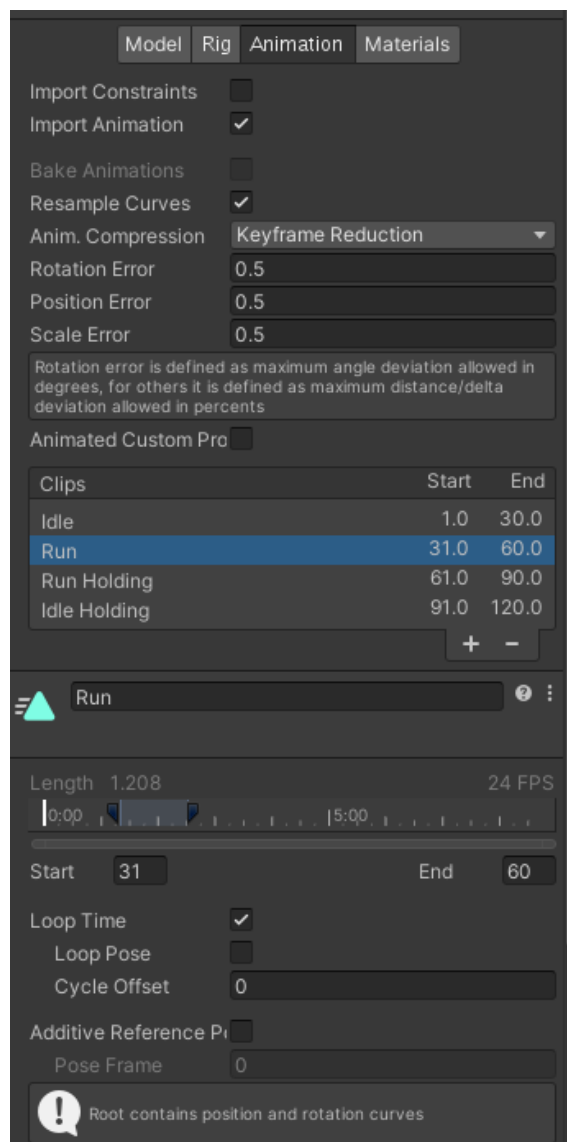 Model Rig Animation Materials
Import Constraints
Import Animation
Bake Animations
Resample Curves
Anim. Compression Keyframe Reduction
Rotation Error 0.5
Position Error 0.5
Scale Error 0.5
Rotation error is defined as maximum angle deviation allowed in
degrees, for others it is defined as maximum distance/delta
deviation allowed in percents
Animated Custom Pro
Clips Start End
Idle 1.0 30.0
Run 31.0 60.0
Run Holding 61.0 90.0
Idle Holding 91.0 120.0
+ -
Run
Length 1.208 24 FPS
0:00 5:00
Start 31 End 60
Loop Time
Loop Pose
Cycle Offset 0
Additive Reference P
Pose Frame 0
Root contains position and rotation curves